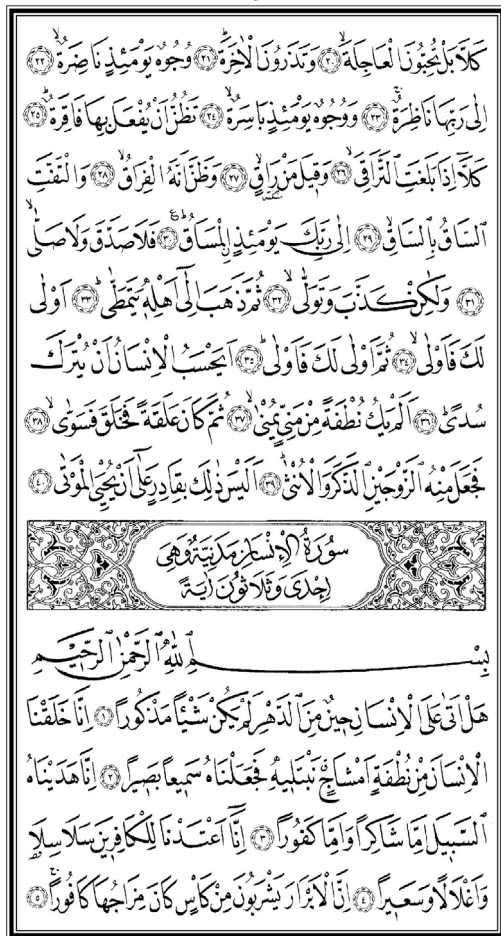 كَلَّا بَلْ تُحِبُّونَ الْعَاجِلَةَۙ ﴿٢٠﴾ وَتَذَرُونَ الْاٰخِرَةَۜ ﴿٢١﴾ وُجُوهٌ يَوْمَئِذٍ نَاضِرَةٌۙ ﴿٢٢﴾
اِلٰى رَبِّهَا نَاظِرَةٌۚ ﴿٢٣﴾ وَوُجُوهٌ يَوْمَئِذٍ بَاسِرَةٌۙ ﴿٢٤﴾ تَظُنُّ اَنْ يُفْعَلَ بِهَا فَاقِرَةٌۜ ﴿٢٥﴾
كَلَّٓا اِذَا بَلَغَتِ التَّرَاقِيَۙ ﴿٢٦﴾ وَق۪يلَ مَنْ رَاقٍۙ ﴿٢٧﴾ وَظَنَّ اَنَّهُ الْفِرَاقُۙ ﴿٢٨﴾ وَالْتَفَّتِ
السَّاقُ بِالسَّاقِۙ ﴿٢٩﴾ اِلٰى رَبِّكَ يَوْمَئِذٍۨ الْمَسَاقُۜ ﴿٣٠﴾ فَلَا صَدَّقَ وَلَا صَلّٰىۙ
﴿٣١﴾ وَلٰكِنْ كَذَّبَ وَتَوَلّٰىۙ ﴿٣٢﴾ ثُمَّ ذَهَبَ اِلٰٓى اَهْلِه۪ يَتَمَطّٰىۜ ﴿٣٣﴾ اَوْلٰى
لَكَ فَاَوْلٰىۙ ﴿٣٤﴾ ثُمَّ اَوْلٰى لَكَ فَاَوْلٰىۜ ﴿٣٥﴾ اَيَحْسَبُ الْاِنْسَانُ اَنْ يُتْرَكَ
سُدًىۜ ﴿٣٦﴾ اَلَمْ يَكُ نُطْفَةً مِنْ مَنِيٍّ يُمْنٰىۙ ﴿٣٧﴾ ثُمَّ كَانَ عَلَقَةً فَخَلَقَ فَسَوّٰىۙ ﴿٣٨﴾
فَجَعَلَ مِنْهُ الزَّوْجَيْنِ الذَّكَرَ وَالْاُنْثٰىۜ ﴿٣٩﴾ اَلَيْسَ ذٰلِكَ بِقَادِرٍ عَلٰٓى اَنْ يُحْيِيَ الْمَوْتٰى ﴿٤٠﴾
سُورَةُ الْاِنْسَانِ مَدَنِيَّةٌ وَهِيَ
اِحْدٰى وَثَلَاثُونَ اٰيَةً
بِسْمِ اللّٰهِ الرَّحْمٰنِ الرَّح۪يمِ
هَلْ اَتٰى عَلَى الْاِنْسَانِ ح۪ينٌ مِنَ الدَّهْرِ لَمْ يَكُنْ شَيْـًٔا مَذْكُورًا ﴿١﴾ اِنَّا خَلَقْنَا
الْاِنْسَانَ مِنْ نُطْفَةٍ اَمْشَاجٍۗ نَبْتَل۪يهِ فَجَعَلْنَاهُ سَم۪يعًا بَص۪يرًا ﴿٢﴾ اِنَّا هَدَيْنَاهُ
السَّب۪يلَ اِمَّا شَاكِرًا وَاِمَّا كَفُورًا ﴿٣﴾ اِنَّٓا اَعْتَدْنَا لِلْكَافِر۪ينَ سَلَاسِلَا۬
وَاَغْلَالًا وَسَع۪يرًا ﴿٤﴾ اِنَّ الْاَبْرَارَ يَشْرَبُونَ مِنْ كَأْسٍ كَانَ مِزَاجُهَا كَافُورًاۚ ﴿٥﴾